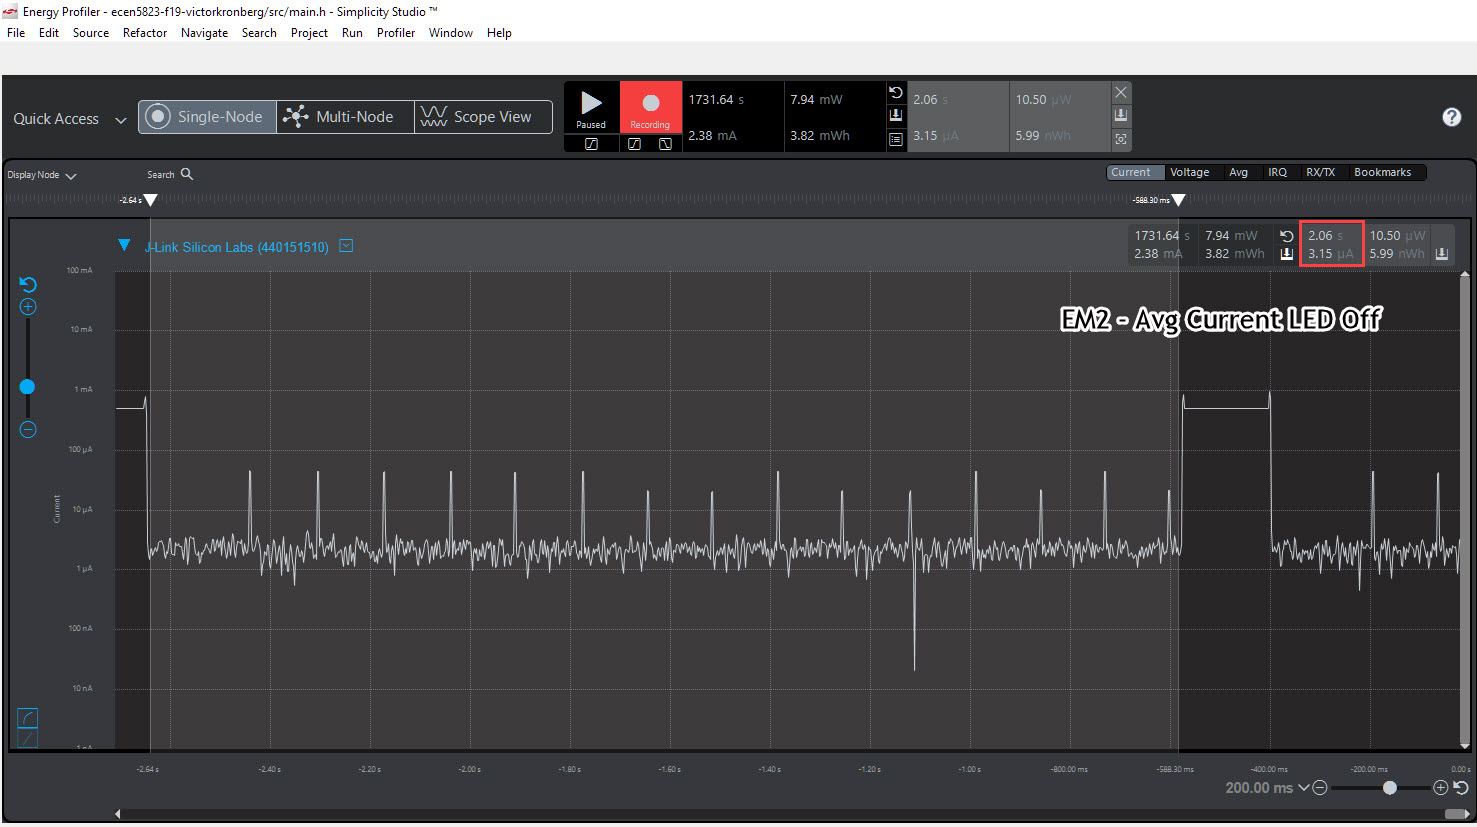 Energy Profiler - ecen5823-f19-victorkronberg/src/main.h - Simplicity Studio ™
File Edit Source Refactor Navigate Search Project Run Profiler Window Help
Quick Access Single-Node Multi-Node Scope View
Paused Recording
1731.64 s 7.94 mW 2.06 s 10.50 µW
2.38 mA 3.82 mWh 3.15 µA 5.99 nWh
Display Node Search Current Voltage Avg IRQ RX/TX Bookmarks
-2.64 s -588.30 ms
J-Link Silicon Labs (440151510)
1731.64 s 7.94 mW 2.06 s 10.50 µW
2.38 mA 3.82 mWh 3.15 µA 5.99 nWh
EM2 - Avg Current LED Off
100 mA
10 mA
1 mA
100 µA
10 µA
1 µA
100 nA
10 nA
Current
-2.64 s -2.40 s -2.20 s -2.00 s -1.80 s -1.60 s -1.40 s -1.20 s -1.00 s -800.00 ms -588.30 ms -400.00 ms -200.00 ms 0.00 s
200.00 ms